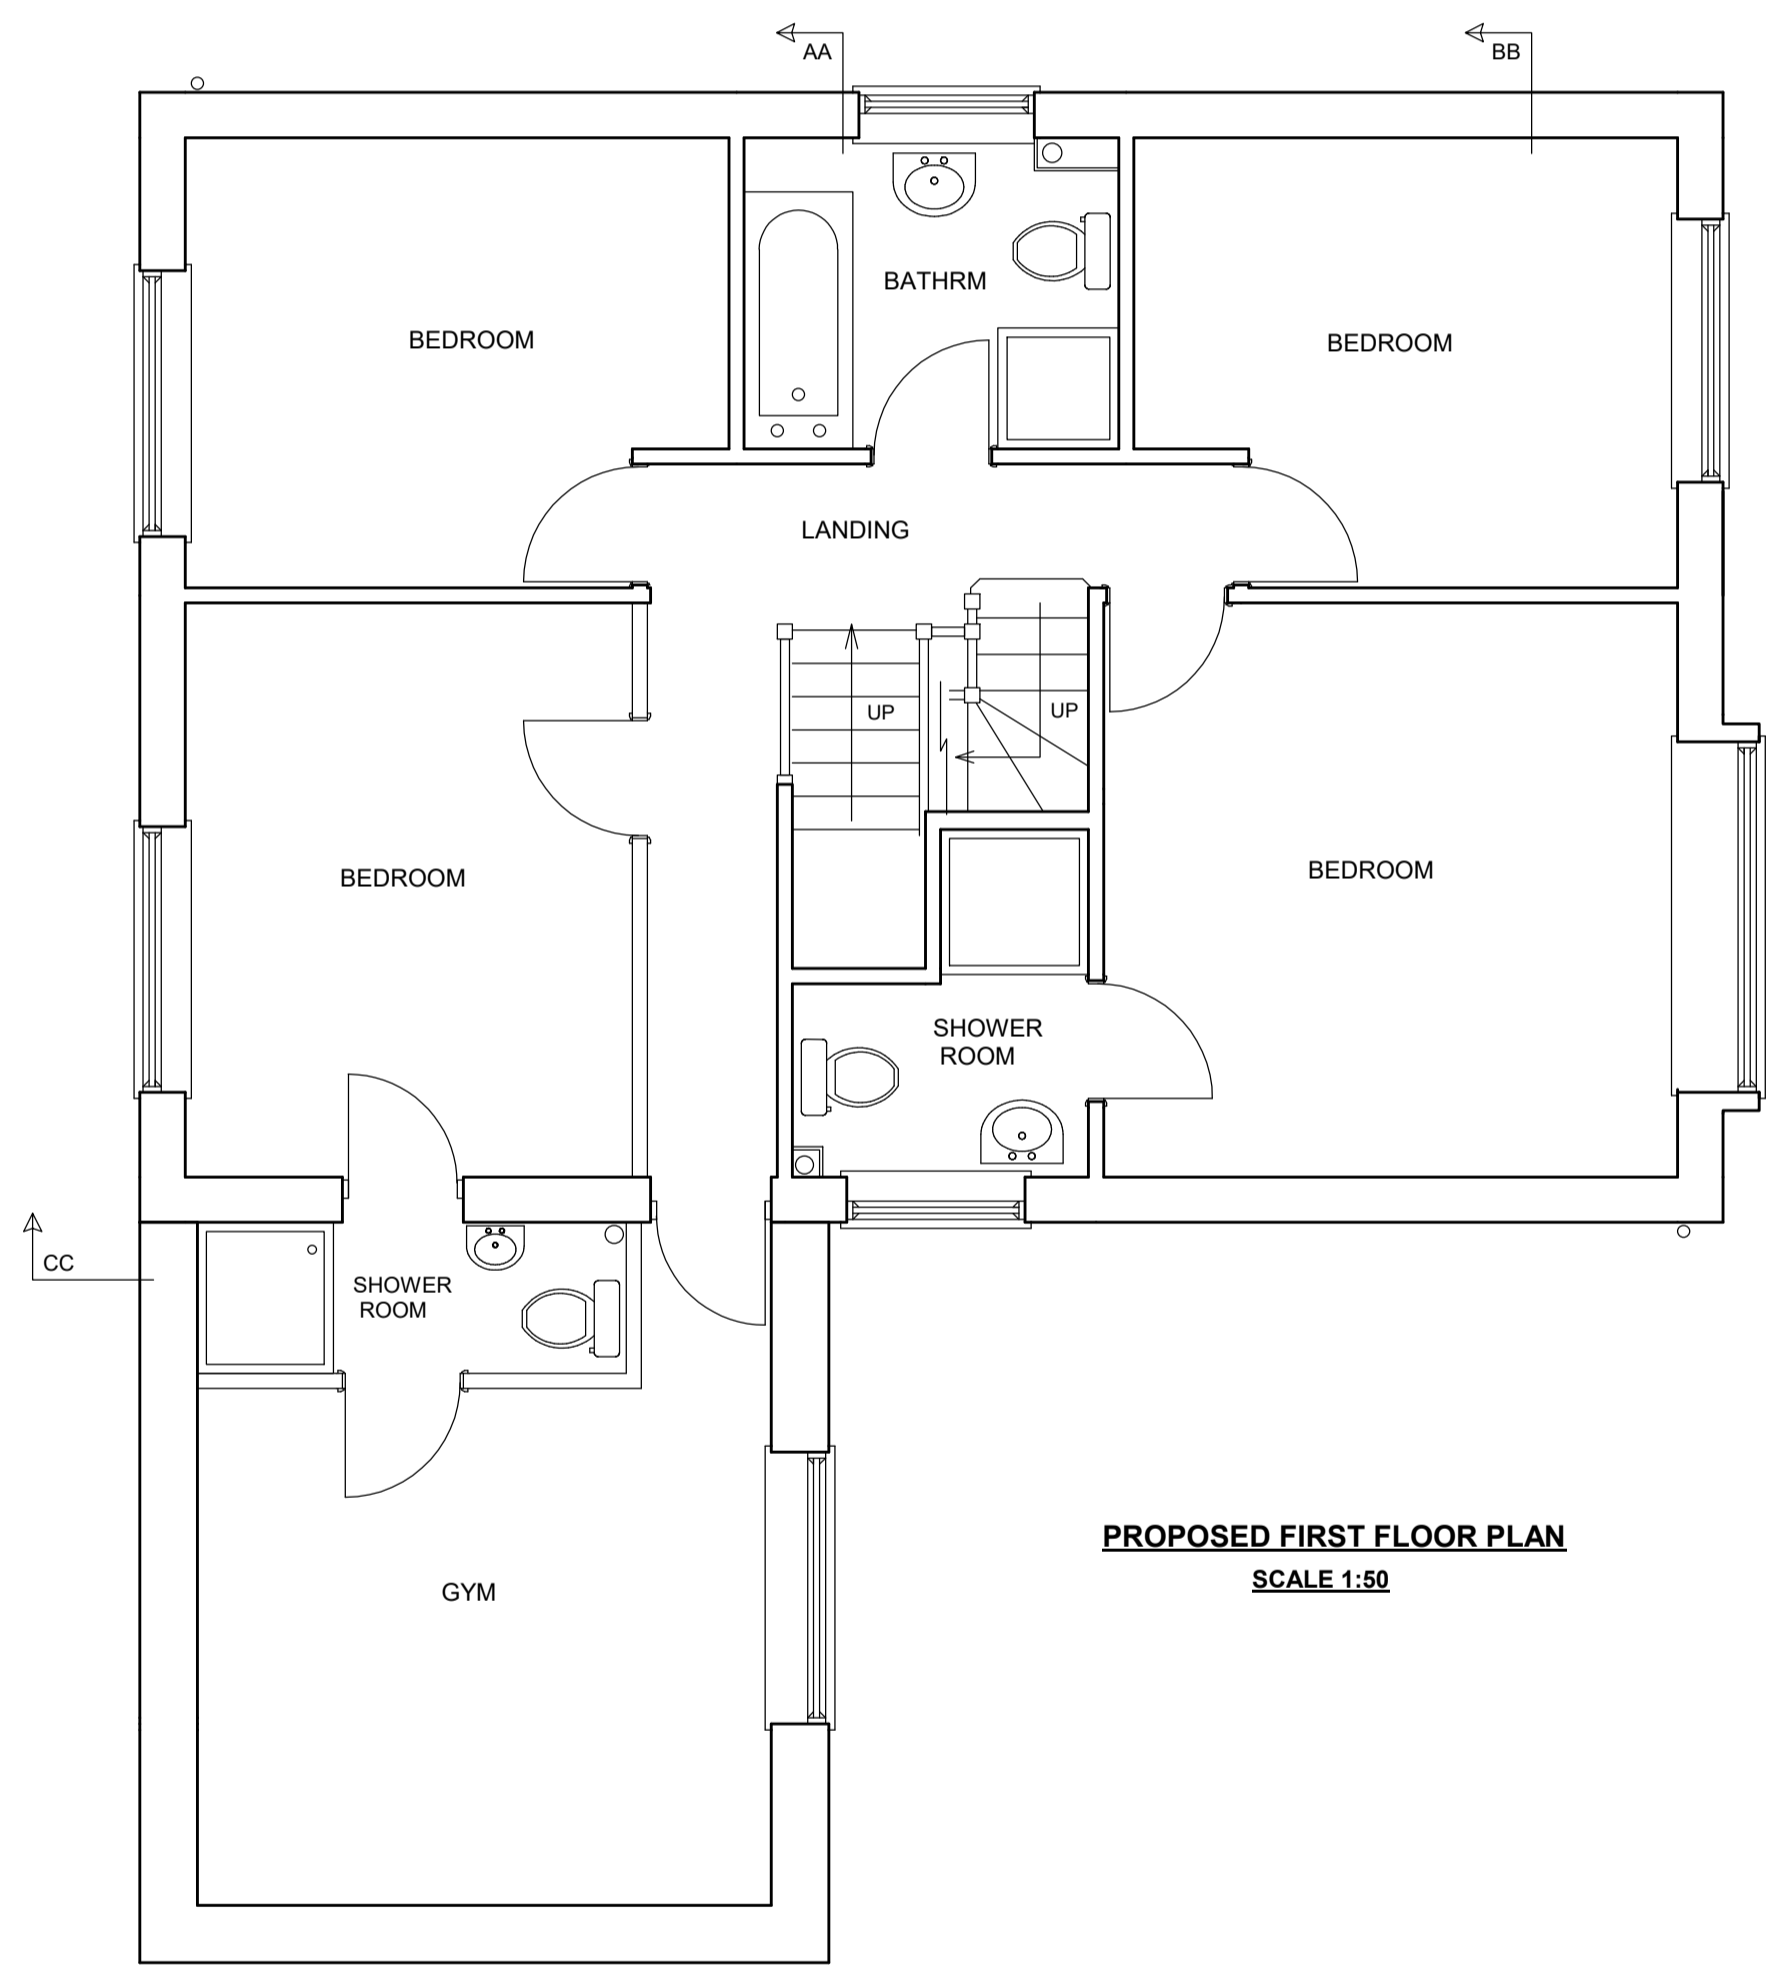 AA
BB
BATHRM
BEDROOM
BEDROOM
LANDING
UP
UP
BEDROOM
BEDROOM
SHOWER
ROOM
CC
SHOWER
ROOM
PROPOSED FIRST FLOOR PLAN
SCALE 1:50
GYM